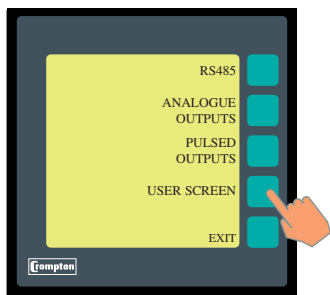 RS485
ANALOGUE
OUTPUTS
PULSED
OUTPUTS
USER SCREEN
EXIT
Crompton